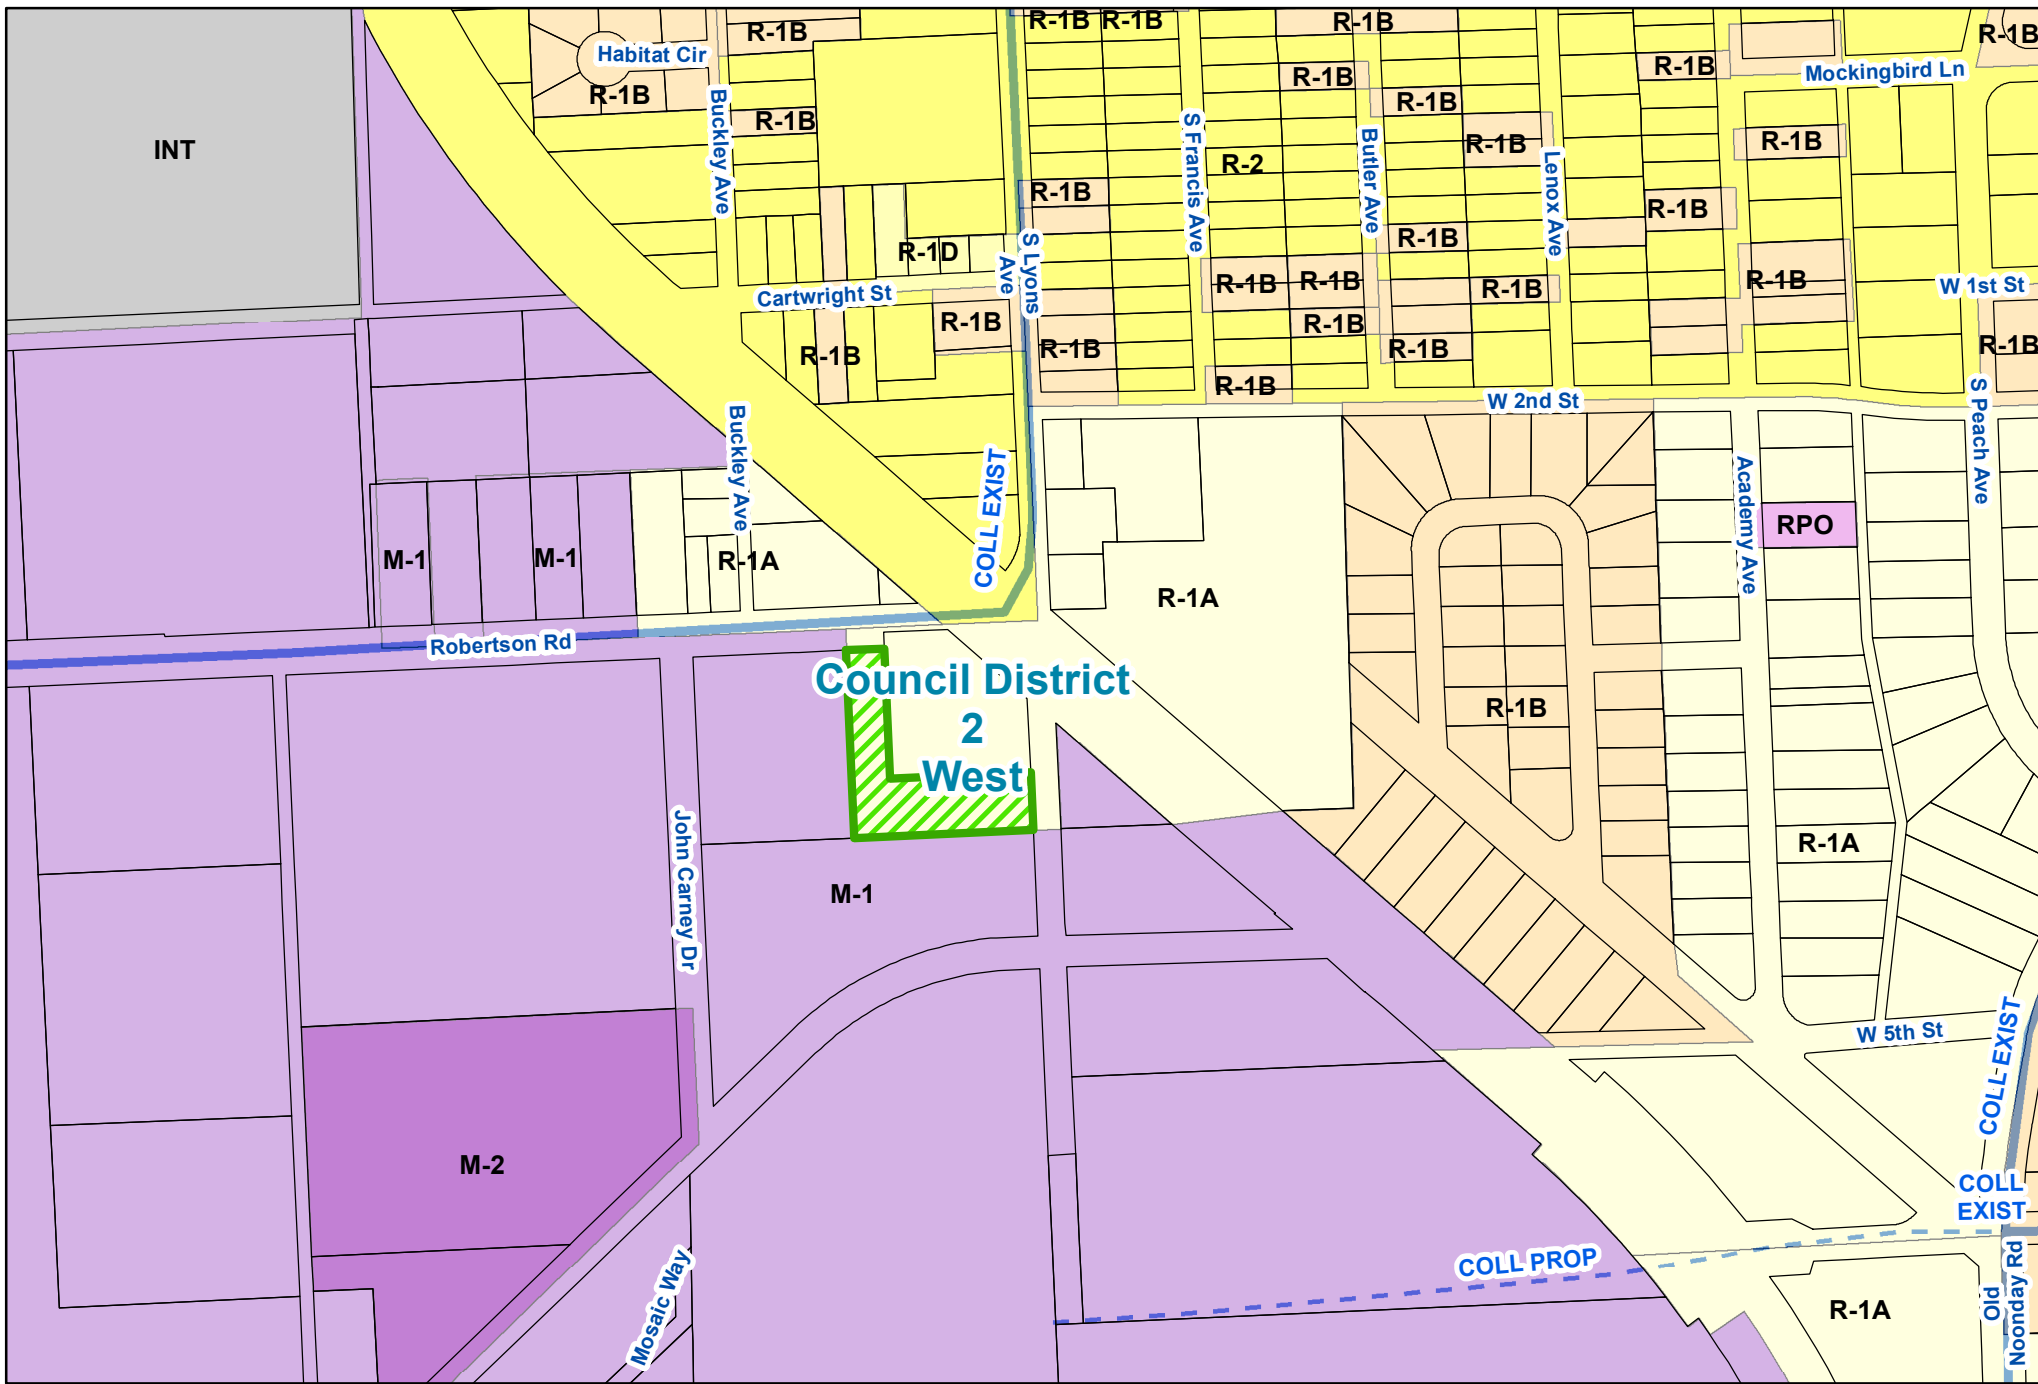 R-1B
R-1B
R-1B
R-1B
R-1B
Habitat Cir
R-1B
R-1B
Mockingbird Ln
R-1B
Buckley Ave
R-1B
R-1B
INT
S Francis Ave
Butler Ave
R-1B
R-1B
Lenox Ave
R-2
R-1B
R-1B
R-1D
S Lyons
Ave
R-1B
R-1B
R-1B
R-1B
R-1B
W 1st St
Cartwright St
R-1B
R-1B
R-1B
R-1B
R-1B
R-1B
R-1B
R-1B
W 2nd St
S Peach Ave
Buckley Ave
COLL EXIST
Academy Ave
RPO
M-1
M-1
R-1A
R-1A
Robertson Rd
Council District
2
West
R-1B
John Carney Dr
R-1A
M-1
W 5th St
COLL EXIST
M-2
COLL
EXIST
COLL PROP
Mosaic Way
R-1A
Old
Noonday Rd